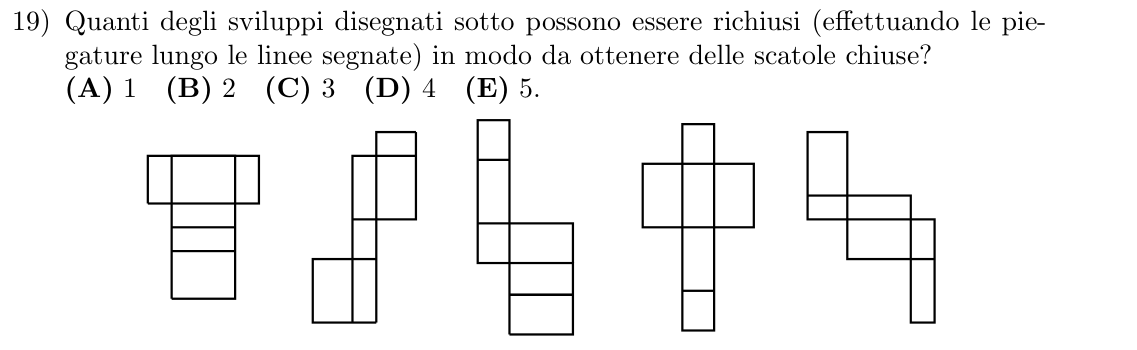 19) Quanti degli sviluppi disegnati sotto possono essere richiusi (effettuando le pie-
gature lungo le linee segnate) in modo da ottenere delle scatole chiuse?
(A) 1 (B) 2 (C) 3 (D) 4 (E) 5.